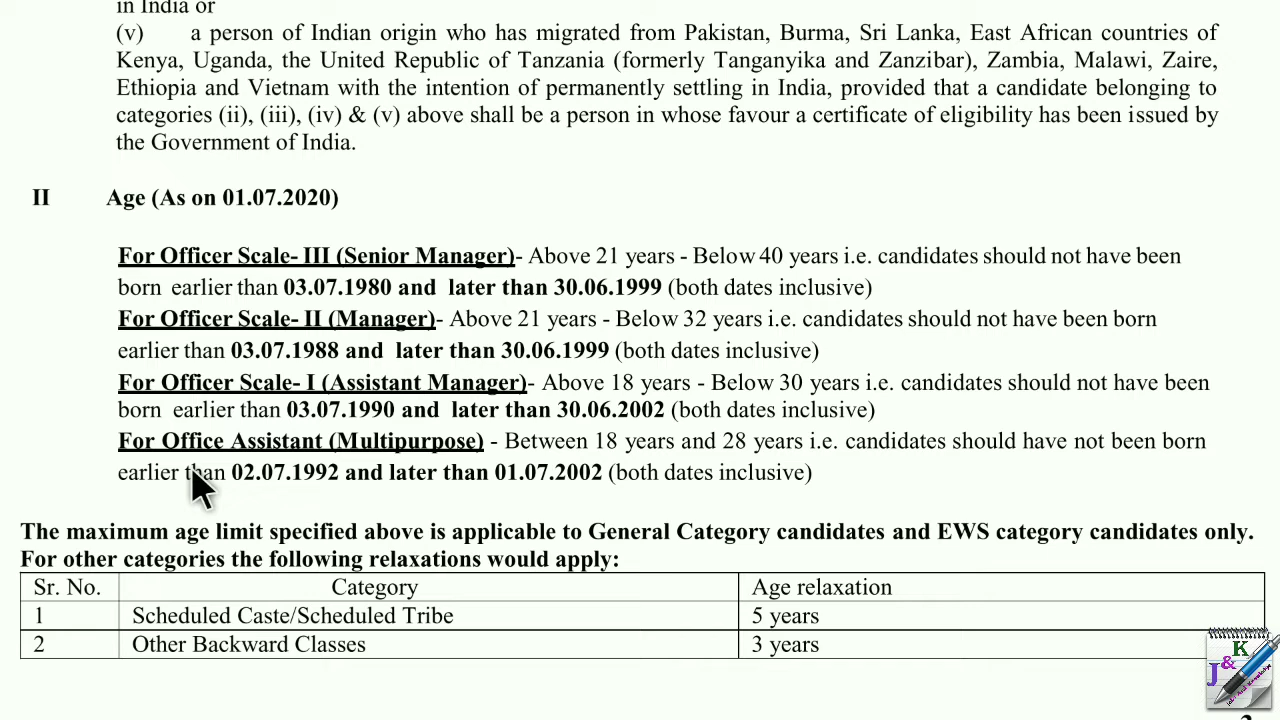 in India or
(v) a person of Indian origin who has migrated from Pakistan, Burma, Sri Lanka, East African countries of
Kenya, Uganda, the United Republic of Tanzania (formerly Tanganyika and Zanzibar), Zambia, Malawi, Zaire,
Ethiopia and Vietnam with the intention of permanently settling in India, provided that a candidate belonging to
categories (ii), (iii), (iv) & (v) above shall be a person in whose favour a certificate of eligibility has been issued by
the Government of India.
II Age (As on 01.07.2020)
For Officer Scale- III (Senior Manager)- Above 21 years - Below 40 years i.e. candidates should not have been
born earlier than 03.07.1980 and later than 30.06.1999 (both dates inclusive)
For Officer Scale- II (Manager)- Above 21 years - Below 32 years i.e. candidates should not have been born
earlier than 03.07.1988 and later than 30.06.1999 (both dates inclusive)
For Officer Scale- I (Assistant Manager)- Above 18 years - Below 30 years i.e. candidates should not have been
born earlier than 03.07.1990 and later than 30.06.2002 (both dates inclusive)
For Office Assistant (Multipurpose) - Between 18 years and 28 years i.e. candidates should have not been born
earlier than 02.07.1992 and later than 01.07.2002 (both dates inclusive)
The maximum age limit specified above is applicable to General Category candidates and EWS category candidates only.
For other categories the following relaxations would apply:
Sr. No. Category Age relaxation
1 Scheduled Caste/Scheduled Tribe 5 years
2 Other Backward Classes 3 years
J&K